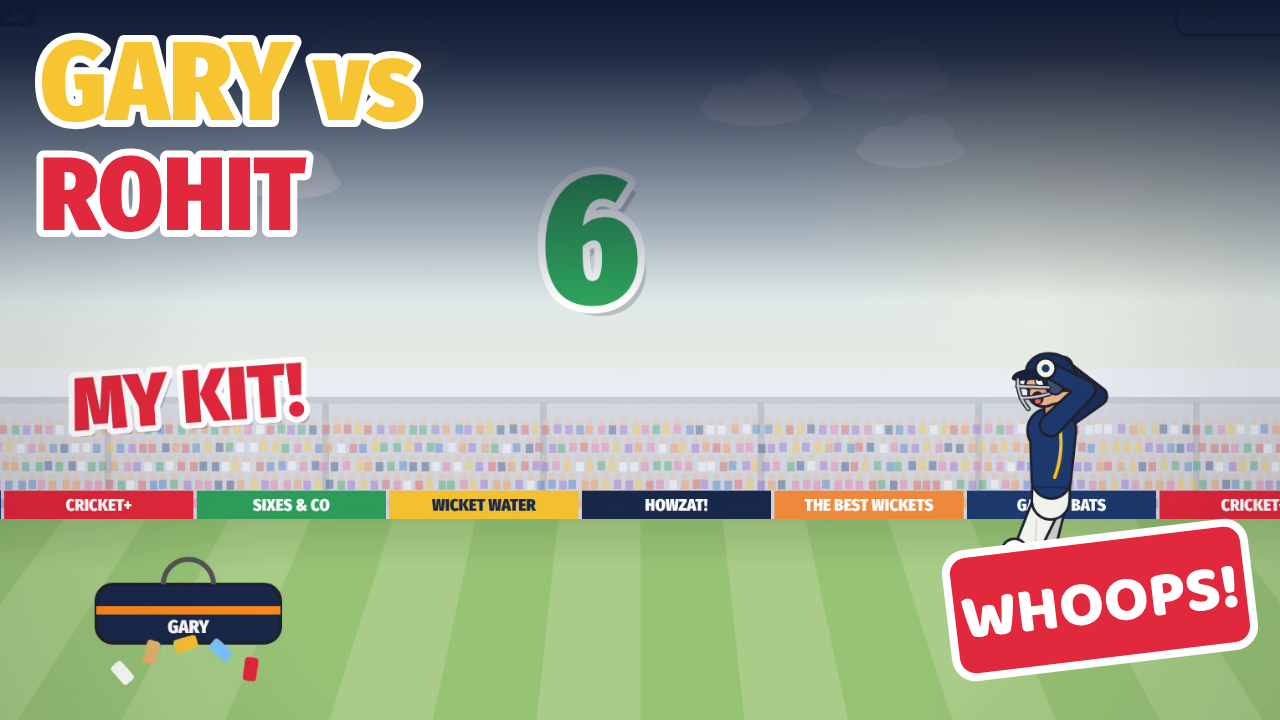 GARY VS
ROHIT
6
MY KIT!
CRICKET+
SIXES & CO
WICKET WATER
HOWZAT!
THE BEST WICKETS
BATS
CRICKET
GARY
WHOOPS!